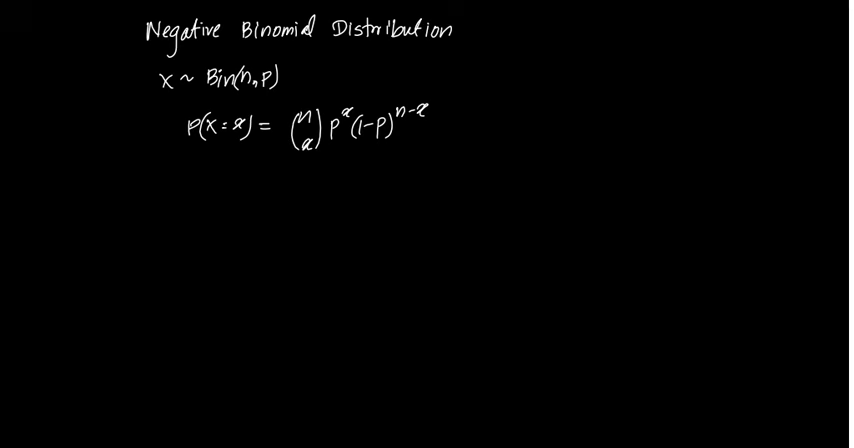 Negative Binomial Distribution
X ~ Bin(n, p)
P(X = x) = (n x) p^x (1-p)^{n-x}